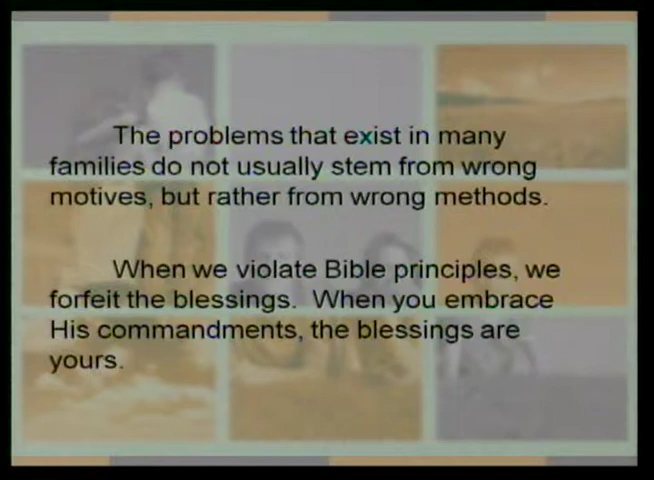 The problems that exist in many
families do not usually stem from wrong
motives, but rather from wrong methods.
When we violate Bible principles, we
forfeit the blessings. When you embrace
His commandments, the blessings are
yours.